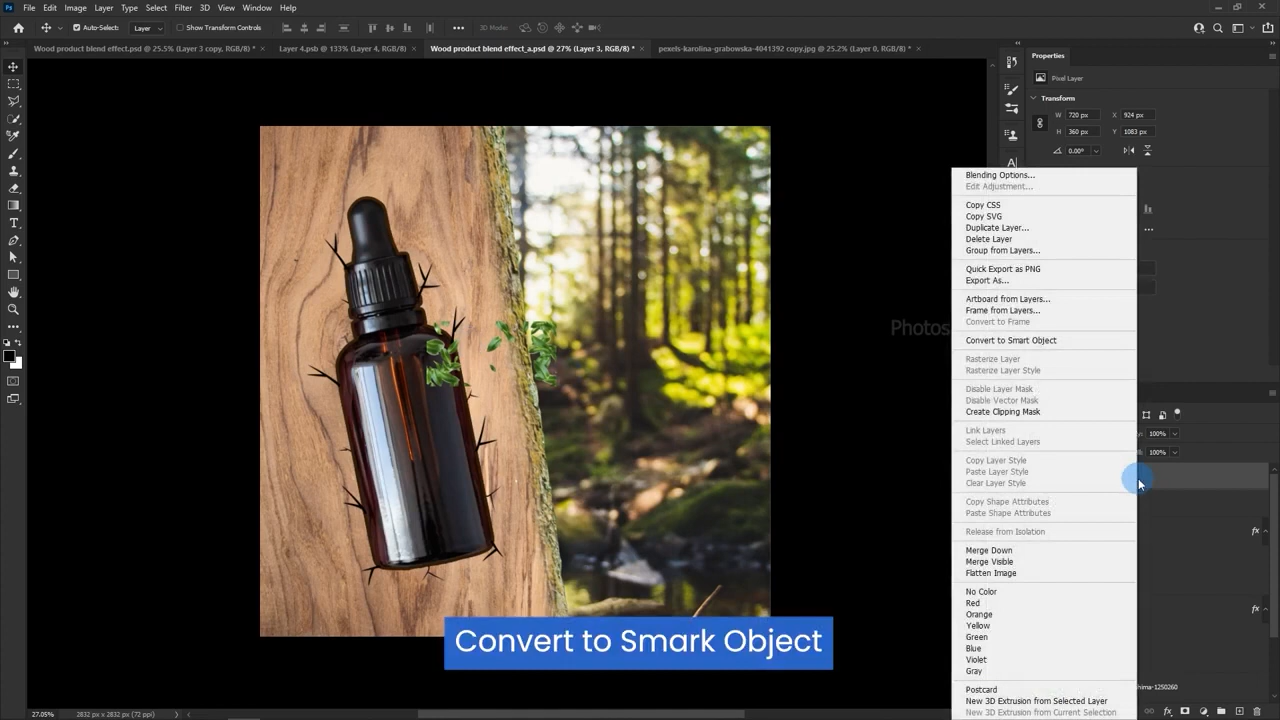 Ps File Edit Image Layer Type Select Filter 3D View Window Help
Auto-Select: Layer Show Transform Controls 3D Mode:
Wood product blend effect.psd @ 25.5% (Layer 3 copy, RGB/8) * Layer 4.psb @ 133% (Layer 4, RGB/8) Wood product blend effect_a.psd @ 27% (Layer 3, RGB/8) * pexels-karolina-grabowska-4041392 copy.jpg @ 25.2% (Layer 0, RGB/8) *
Properties
Pixel Layer
Transform
W 720 px X 924 px
H 360 px Y 1083 px
0.00°
Blending Options...
Edit Adjustment...
Copy CSS
Copy SVG
Duplicate Layer...
Delete Layer
Group from Layers...
Quick Export as PNG
Export As...
Artboard from Layers...
Frame from Layers...
Convert to Frame
Photos
Convert to Smart Object
Rasterize Layer
Rasterize Layer Style
Disable Layer Mask
Disable Vector Mask
Create Clipping Mask
Link Layers
Select Linked Layers
Copy Layer Style
Paste Layer Style
Clear Layer Style
Copy Shape Attributes
Paste Shape Attributes
Release from Isolation
Merge Down
Merge Visible
Flatten Image
No Color
Red
Orange
Yellow
Green
Blue
Violet
Gray
Postcard
New 3D Extrusion from Selected Layer
New 3D Extrusion from Current Selection
100%
100%
fx
fx
hima-1250260
Convert to Smark Object
27.05% 2832 px x 2832 px (72 ppi)